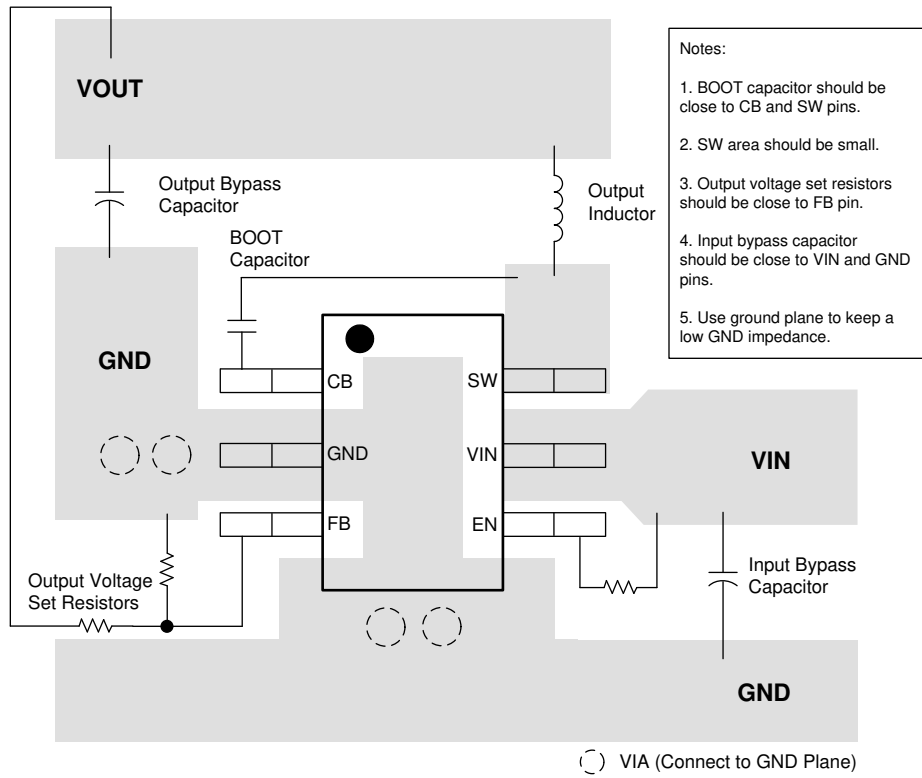 VOUT
Output Bypass
Capacitor
BOOT
Capacitor
Output
Inductor
Notes:
1. BOOT capacitor should be
close to CB and SW pins.
2. SW area should be small.
3. Output voltage set resistors
should be close to FB pin.
4. Input bypass capacitor
should be close to VIN and GND
pins.
5. Use ground plane to keep a
low GND impedance.
GND
CB
SW
GND
VIN
VIN
FB
EN
Output Voltage
Set Resistors
Input Bypass
Capacitor
GND
VIA (Connect to GND Plane)